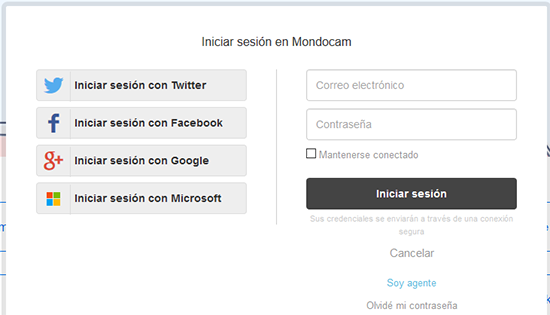 Iniciar sesión en Mondocam
Iniciar sesión con Twitter
Iniciar sesión con Facebook
Iniciar sesión con Google
Iniciar sesión con Microsoft
Correo electrónico
Contraseña
Mantenerse conectado
Iniciar sesión
Sus credenciales se enviarán a través de una conexión
segura
Cancelar
Soy agente
Olvidé mi contraseña